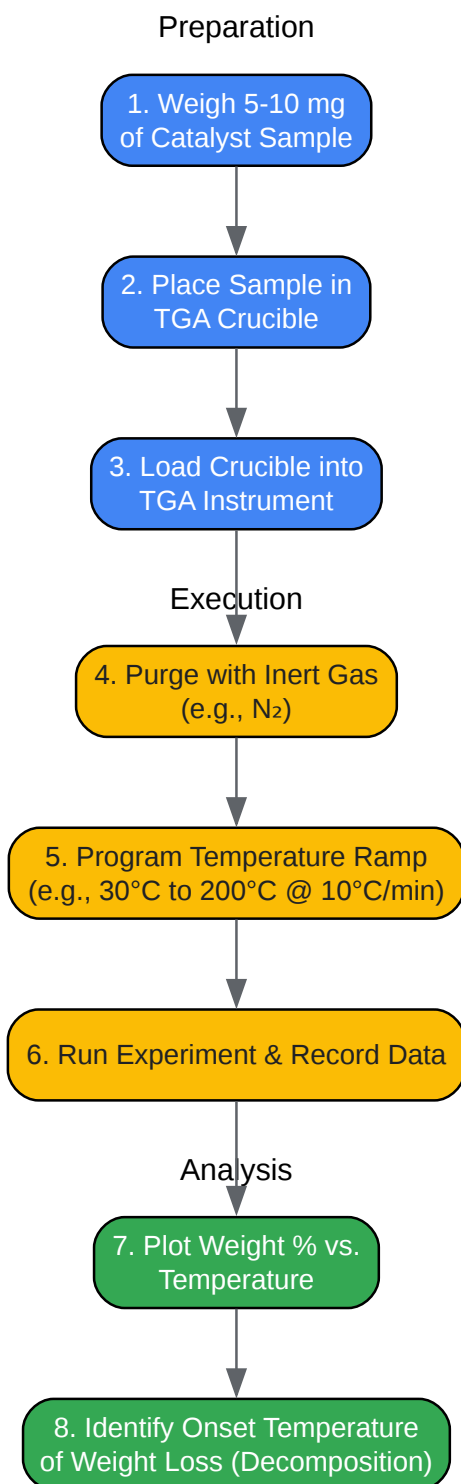 Preparation
1. Weigh 5-10 mg
of Catalyst Sample
2. Place Sample in
TGA Crucible
3. Load Crucible into
TGA Instrument
Execution
4. Purge with Inert Gas
(e.g., N₂)
5. Program Temperature Ramp
(e.g., 30°C to 200°C @ 10°C/min)
6. Run Experiment & Record Data
Analysis
7. Plot Weight % vs.
Temperature
8. Identify Onset Temperature
of Weight Loss (Decomposition)